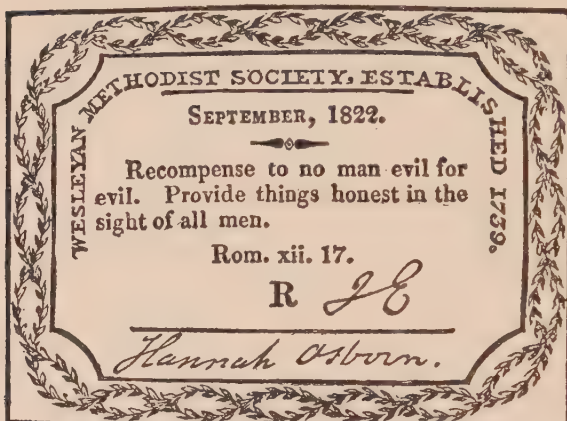 WESLEYAN METHODIST SOCIETY, ESTABLISHED 1739.
SEPTEMBER, 1822.
Recompense to no man evil for
evil. Provide things honest in the
sight of all men.
Rom. xii. 17.
R J E
Hannah Osborn.